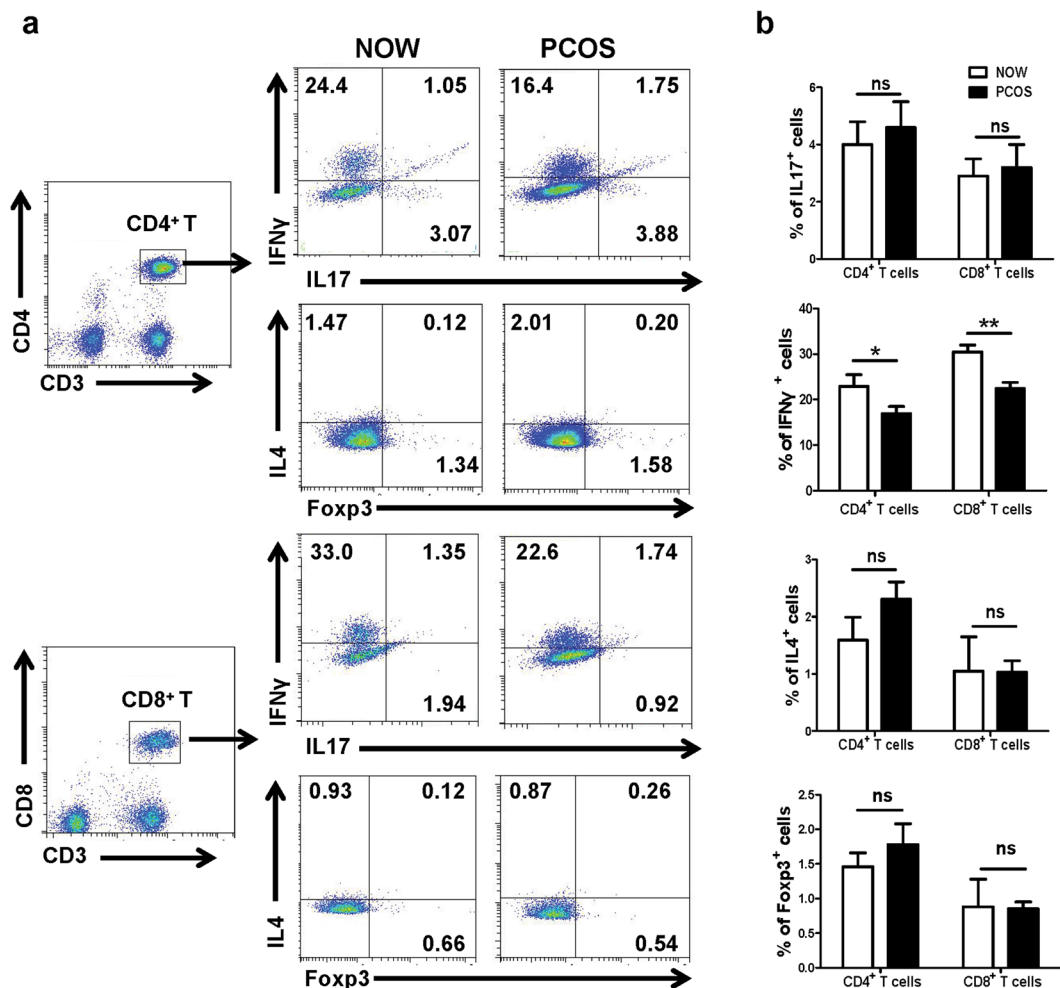 a
b
NOW PCOS
24.4 1.05
16.4 1.75
3.07
3.88
IFNγ
IL17
CD4⁺ T
CD4
CD3
1.47 0.12
2.01 0.20
1.34
1.58
IL4
Foxp3
33.0 1.35
22.6 1.74
1.94
0.92
IFNγ
IL17
CD8⁺ T
CD8
CD3
0.93 0.12
0.87 0.26
0.66
0.54
IL4
Foxp3
NOW
PCOS
% of IL17⁺ cells
6
4
2
0
ns
ns
CD4⁺ T cells CD8⁺ T cells
% of IFNγ⁺ cells
40
30
20
10
0
*
**
CD4⁺ T cells CD8⁺ T cells
% of IL4⁺ cells
3
2
1
0
ns
ns
CD4⁺ T cells CD8⁺ T cells
% of Foxp3⁺ cells
2.5
2.0
1.5
1.0
0.5
0.0
ns
ns
CD4⁺ T cells CD8⁺ T cells